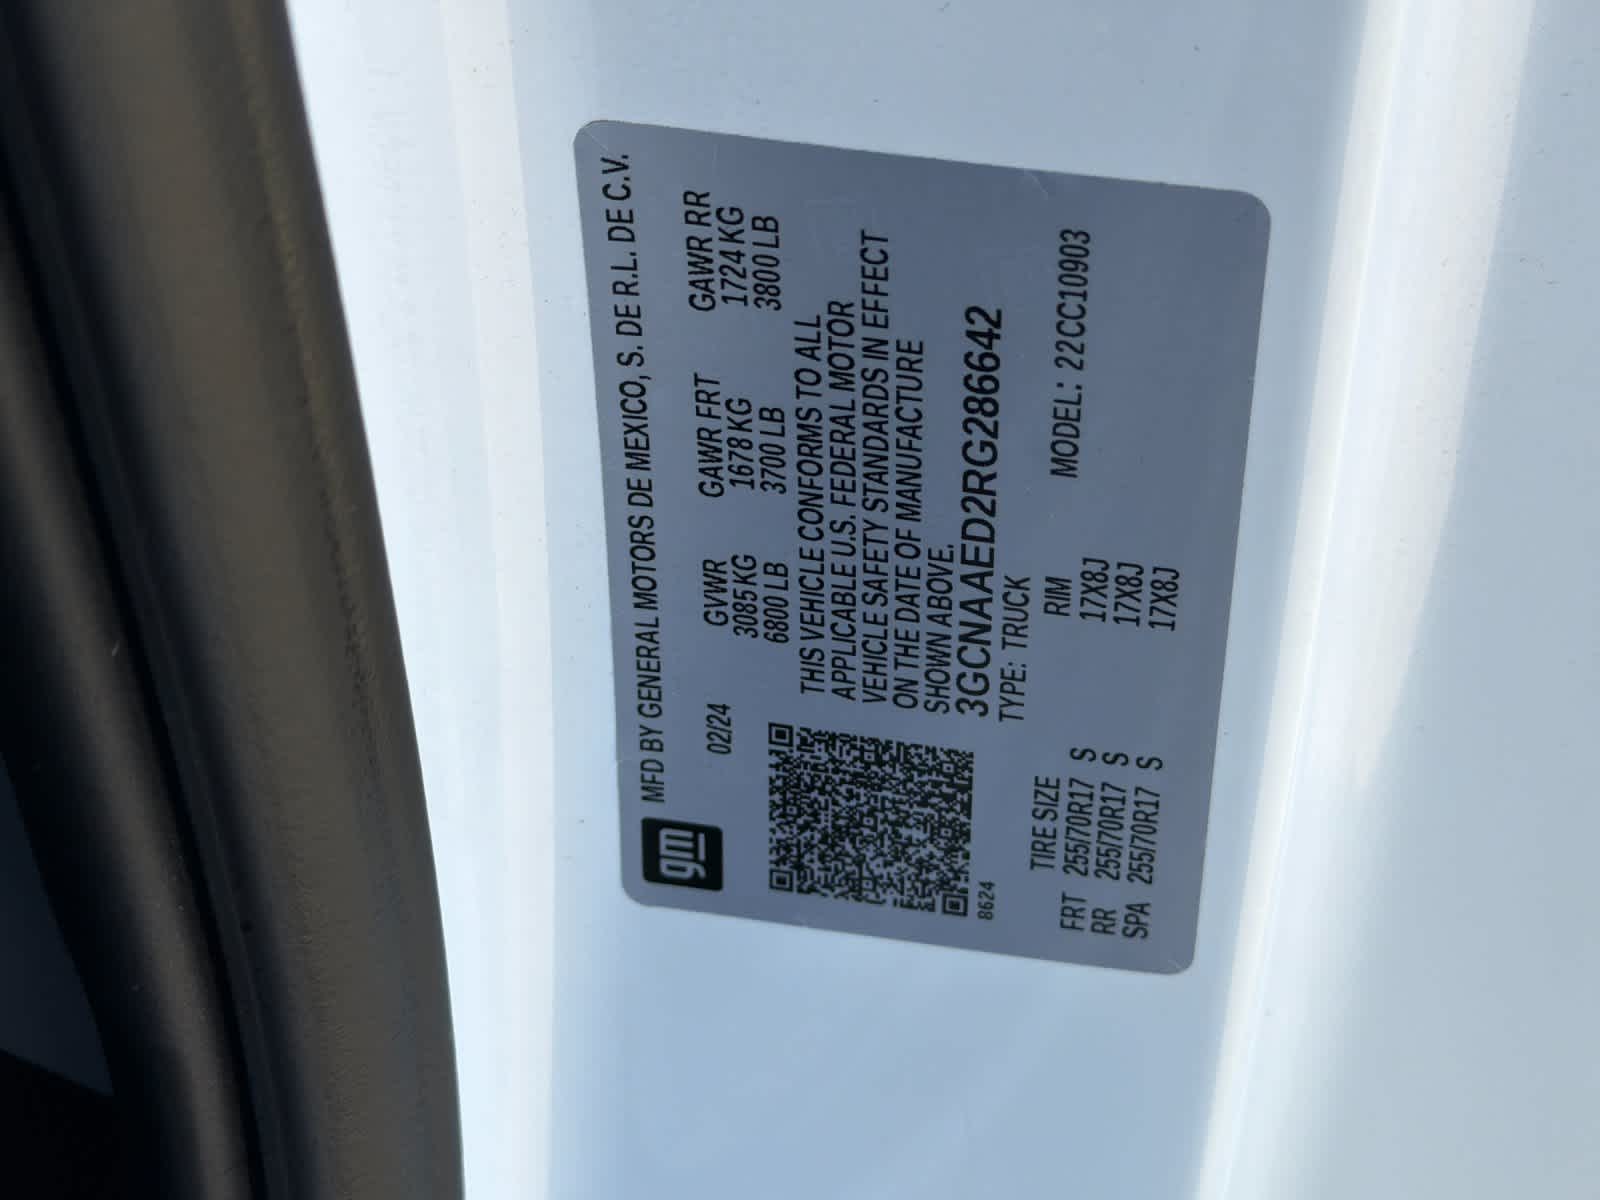 gm
MFD BY GENERAL MOTORS DE MEXICO, S. DE R.L. DE C.V.
02/24
GVWR GAWR FRT GAWR RR
3085 KG 1678 KG 1724 KG
6800 LB 3700 LB 3800 LB
THIS VEHICLE CONFORMS TO ALL
APPLICABLE U.S. FEDERAL MOTOR
VEHICLE SAFETY STANDARDS IN EFFECT
ON THE DATE OF MANUFACTURE
SHOWN ABOVE.
3GCNAAED2RG286642
8624
TYPE: TRUCK
MODEL: 22CC10903
TIRE SIZE RIM
FRT 255/70R17 S 17X8J
RR 255/70R17 S 17X8J
SPA 255/70R17 S 17X8J